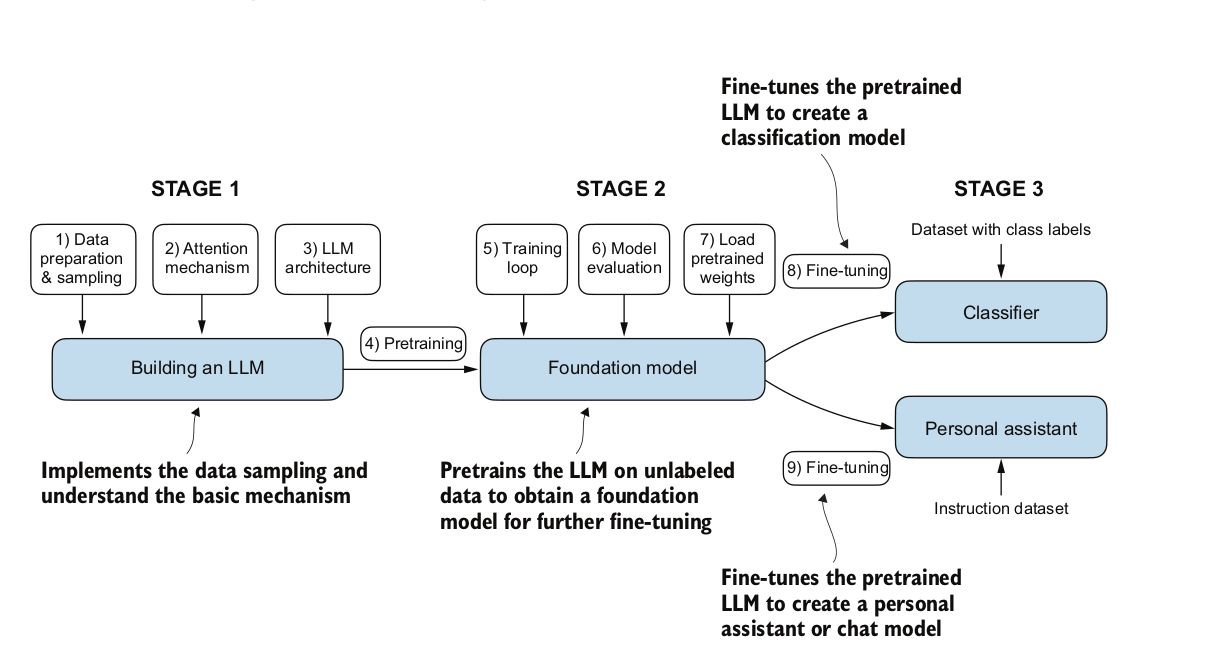 Fine-tunes the pretrained
LLM to create a
classification model
STAGE 1
STAGE 2
STAGE 3
1) Data
preparation
& sampling
2) Attention
mechanism
3) LLM
architecture
5) Training
loop
6) Model
evaluation
7) Load
pretrained
weights
Dataset with class labels
8) Fine-tuning
Classifier
4) Pretraining
Building an LLM
Foundation model
Personal assistant
9) Fine-tuning
Instruction dataset
Implements the data sampling and
understand the basic mechanism
Pretrains the LLM on unlabeled
data to obtain a foundation
model for further fine-tuning
Fine-tunes the pretrained
LLM to create a personal
assistant or chat model